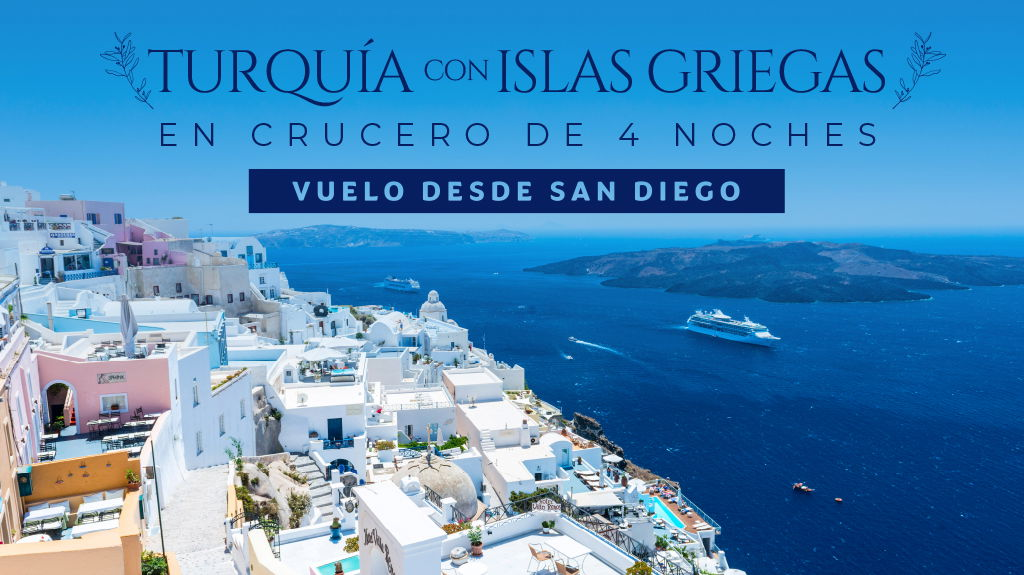 TURQUÍA CON ISLAS GRIEGAS
EN CRUCERO DE 4 NOCHES
VUELO DESDE SAN DIEGO